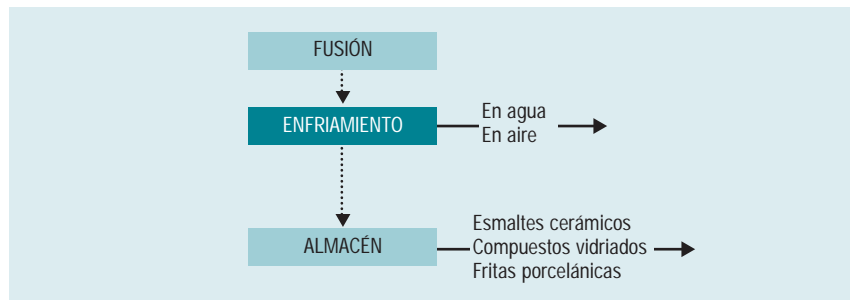 FUSIÓN
ENFRIAMIENTO
En agua
En aire
ALMACÉN
Esmaltes cerámicos
Compuestos vidriados
Fritas porcelánicas